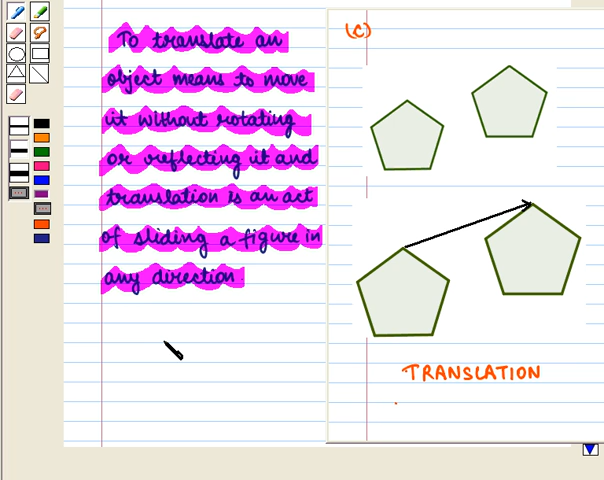 To translate an
object means to move
it without rotating
or reflecting it and
translation is an act
of sliding a figure in
any direction.
(C)
TRANSLATION